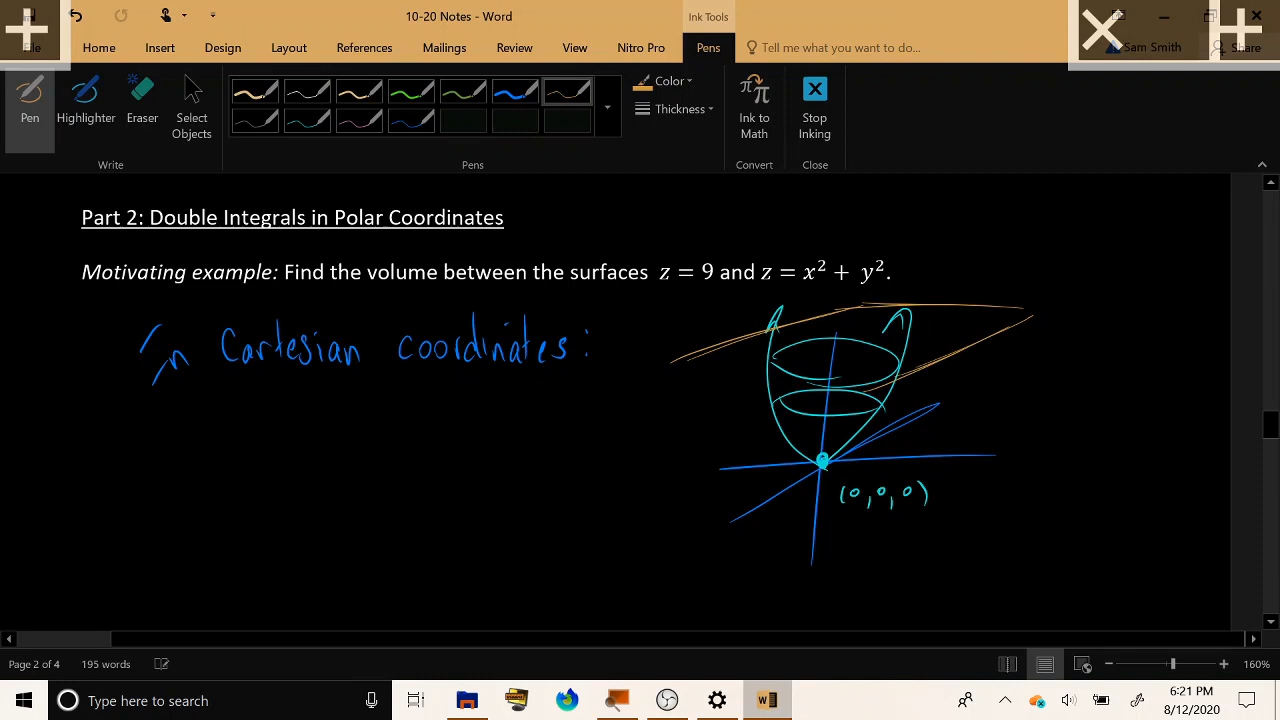 10-20 Notes - Word
Ink Tools
File Home Insert Design Layout References Mailings Review View Nitro Pro Pens Tell me what you want to do... Sam Smith Share
Pen Highlighter Eraser Select Objects
Color
Thickness
Ink to Math
Stop Inking
Write Pens Convert Close
Part 2: Double Integrals in Polar Coordinates
Motivating example: Find the volume between the surfaces z = 9 and z = x² + y².
In Cartesian coordinates:
(0,0,0)
Page 2 of 4 195 words 160%
Type here to search
6:21 PM
8/12/2020